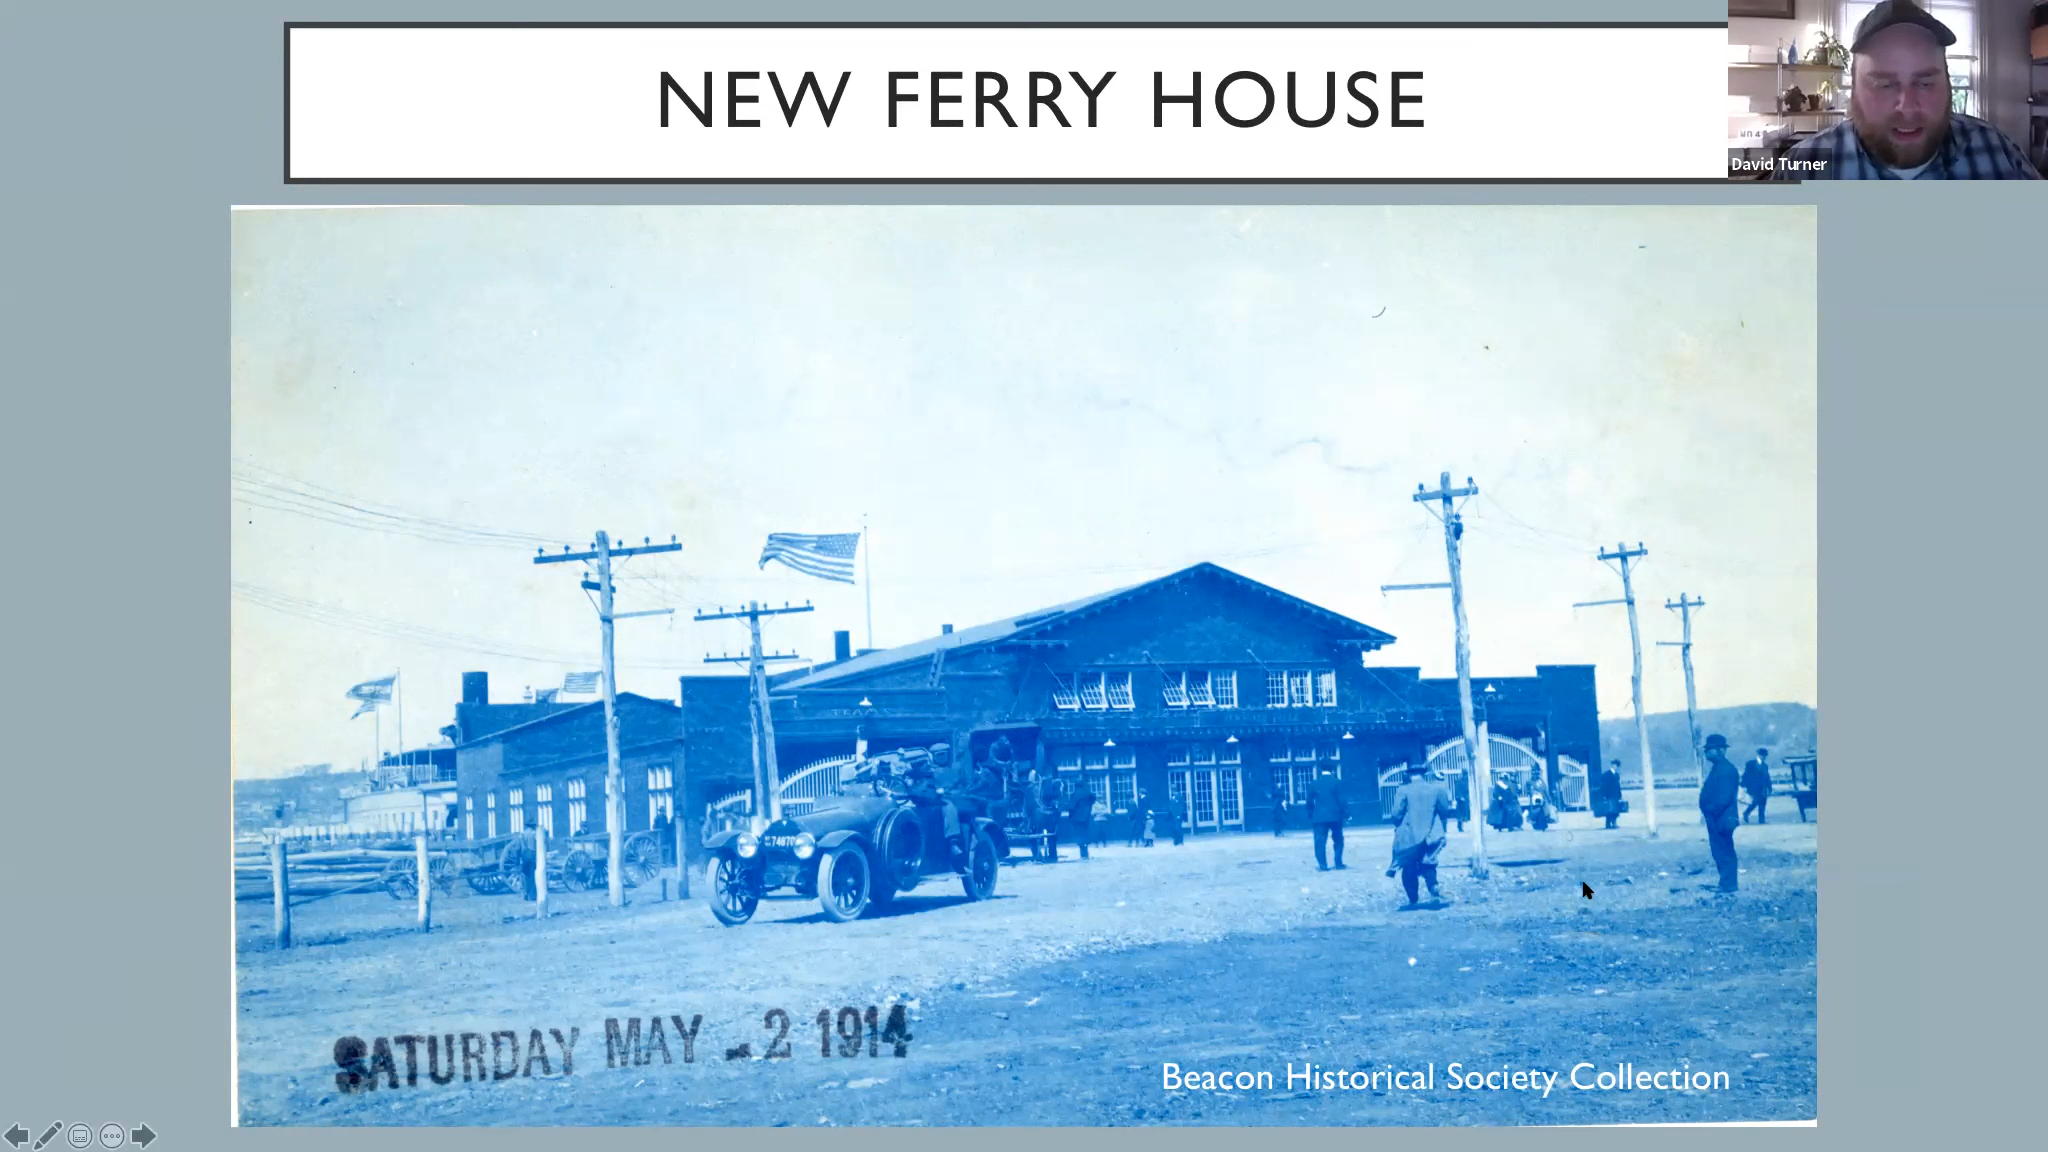 NEW FERRY HOUSE
David Turner
SATURDAY MAY 2 1914
Beacon Historical Society Collection